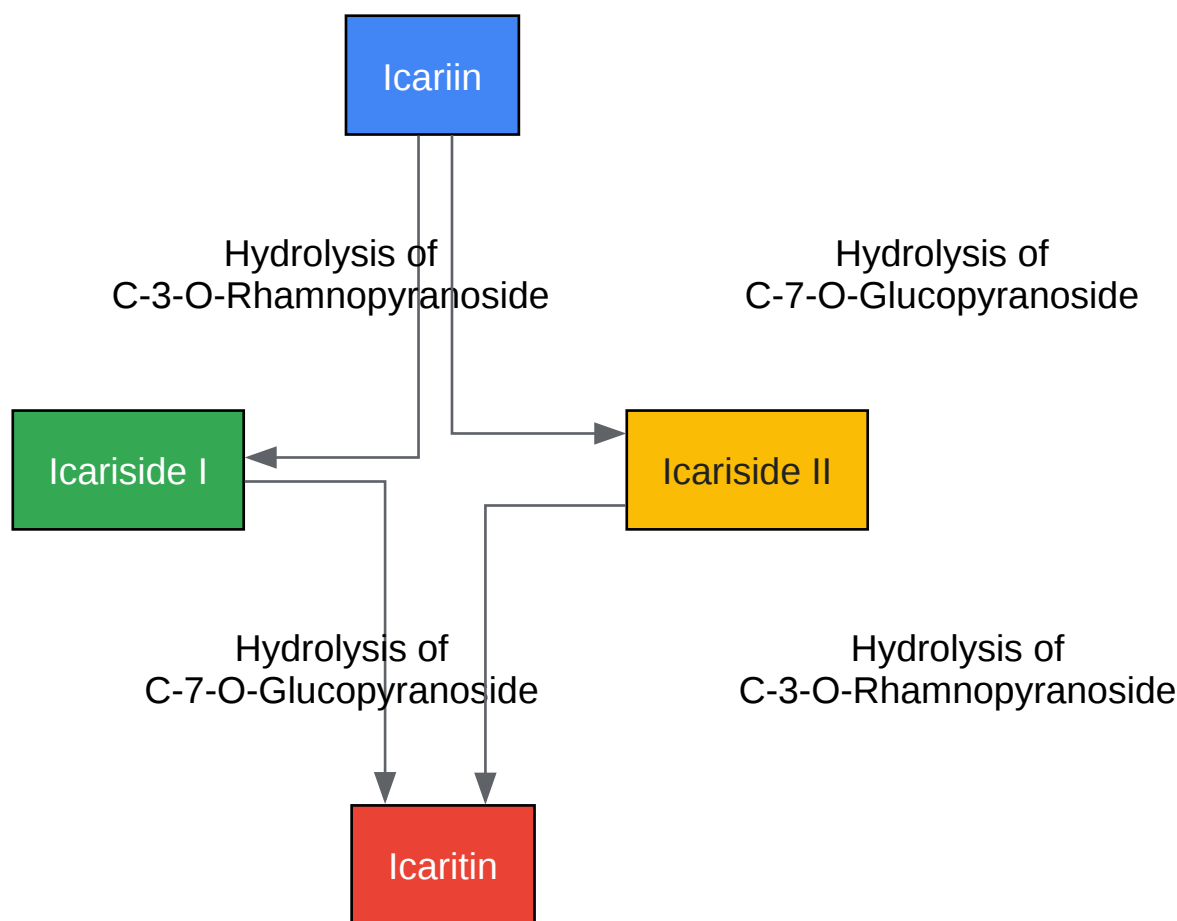 Icariin
Hydrolysis of
C-3-O-Rhamnopyranoside
Hydrolysis of
C-7-O-Glucopyranoside
Icariside I
Icariside II
Hydrolysis of
C-7-O-Glucopyranoside
Hydrolysis of
C-3-O-Rhamnopyranoside
Icaritin